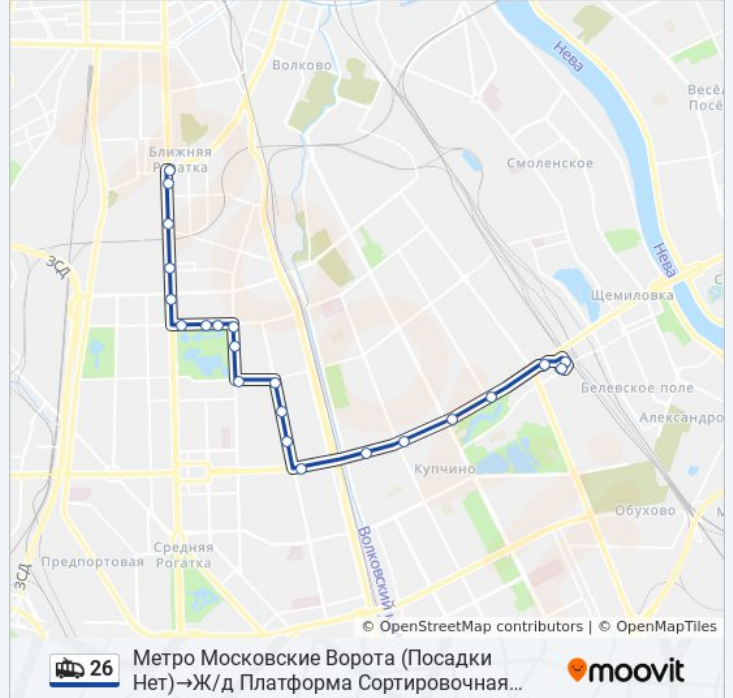 Нева
Волково
Весё
Посё
Ближняя
Рогатка
Смоленское
Нева
ЗСД
С
Щемиловка
Белевское поле
Александро
Купчино
Обухово
М
Волковский
Средняя
Рогатка
Предпортовая
ЗСД
© OpenStreetMap contributors | © OpenMapTiles
26
Метро Московские Ворота (Посадки
Нет)→Ж/д Платформа Сортировочная...
moovit